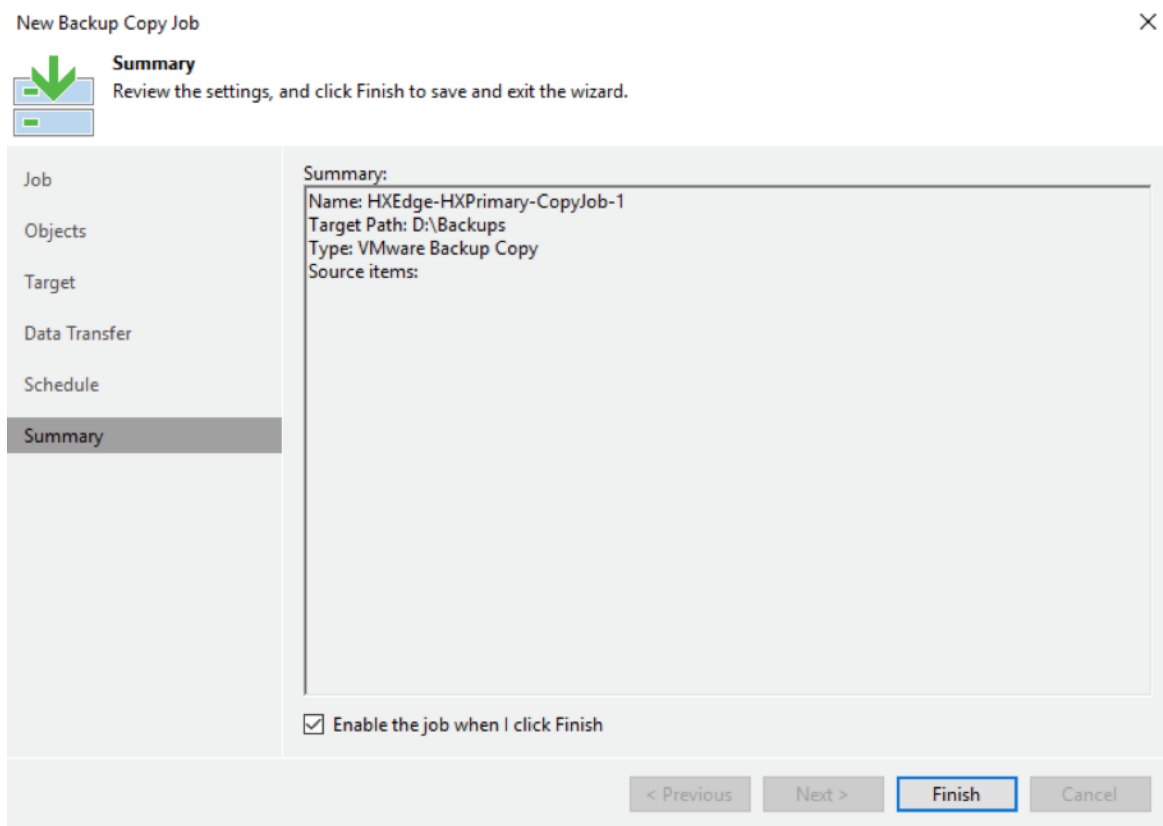 New Backup Copy Job
Summary
Review the settings, and click Finish to save and exit the wizard.
Job
Objects
Target
Data Transfer
Schedule
Summary
Summary:
Name: HXEdge-HXPrimary-CopyJob-1
Target Path: D:\Backups
Type: VMware Backup Copy
Source items:
Enable the job when I click Finish
< Previous
Next >
Finish
Cancel